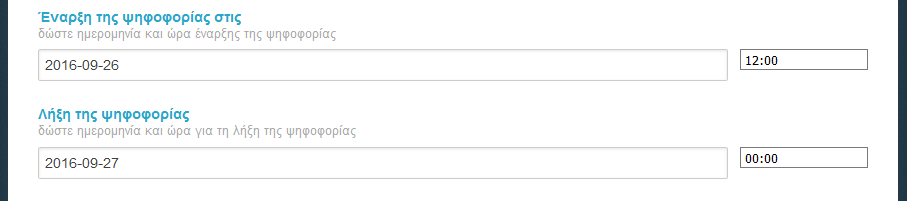 Έναρξη της ψηφοφορίας στις
δώστε ημερομηνία και ώρα έναρξης της ψηφοφορίας
2016-09-26 12:00
Λήξη της ψηφοφορίας
δώστε ημερομηνία και ώρα για τη λήξη της ψηφοφορίας
2016-09-27 00:00